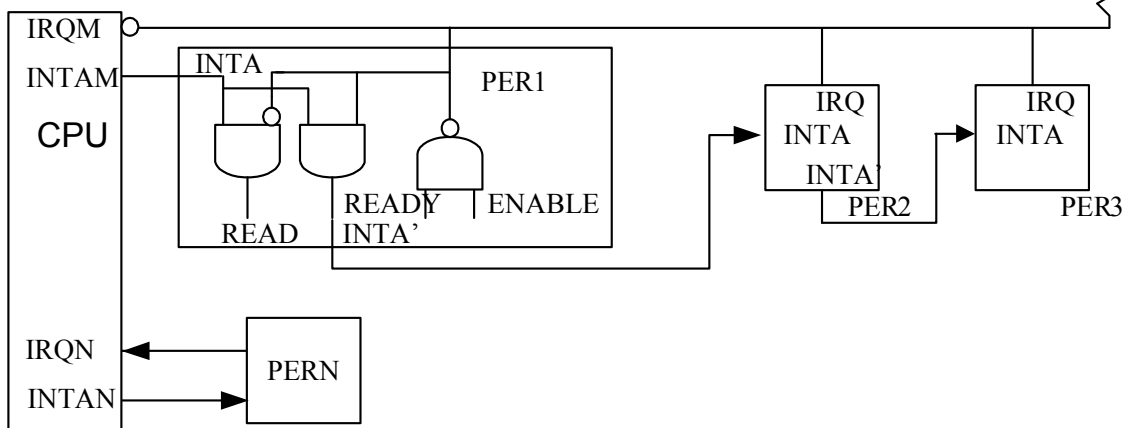 IRQM
INTAM
CPU
INTA
PER1
READY
ENABLE
READ
INTA’
IRQ
INTA
INTA’
PER2
IRQ
INTA
PER3
IRQN
INTAN
PERN